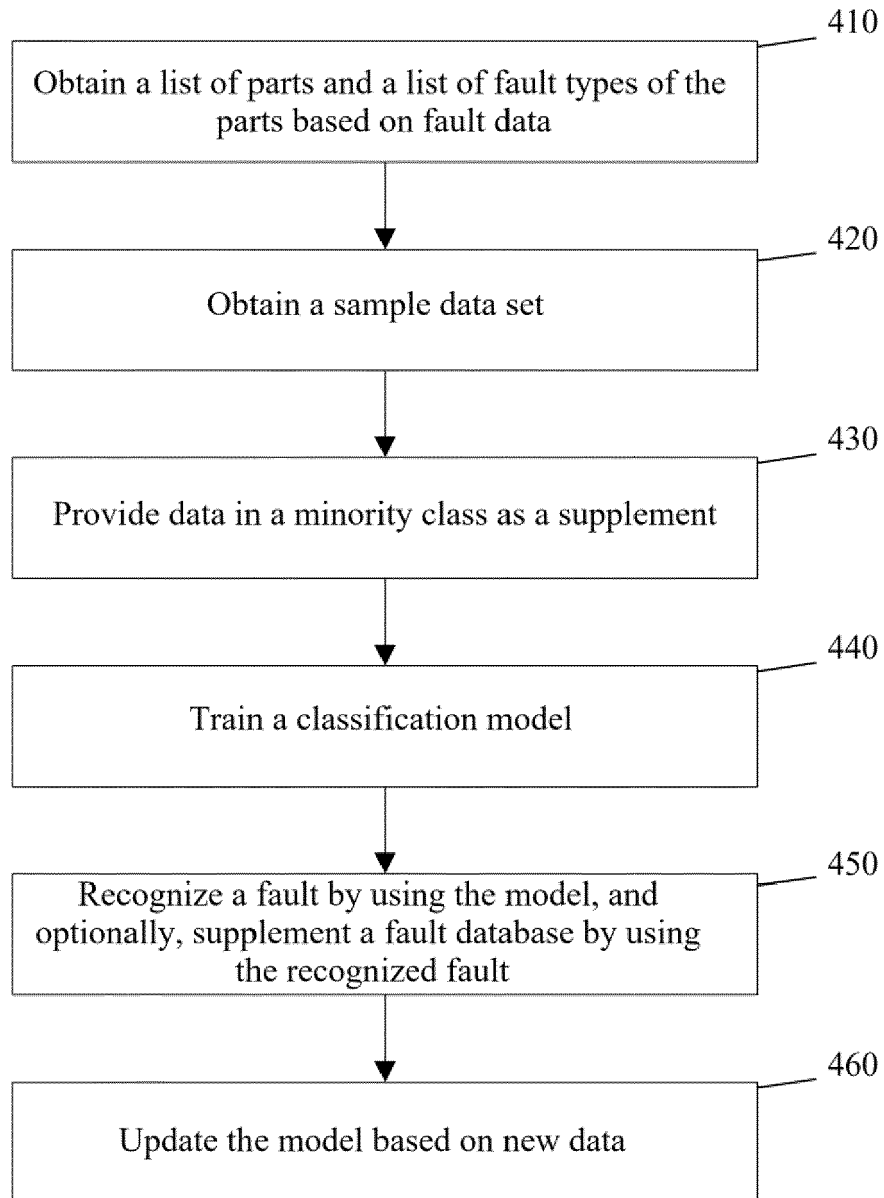 410
Obtain a list of parts and a list of fault types of the
parts based on fault data
420
Obtain a sample data set
430
Provide data in a minority class as a supplement
440
Train a classification model
450
Recognize a fault by using the model, and
optionally, supplement a fault database by using
the recognized fault
460
Update the model based on new data